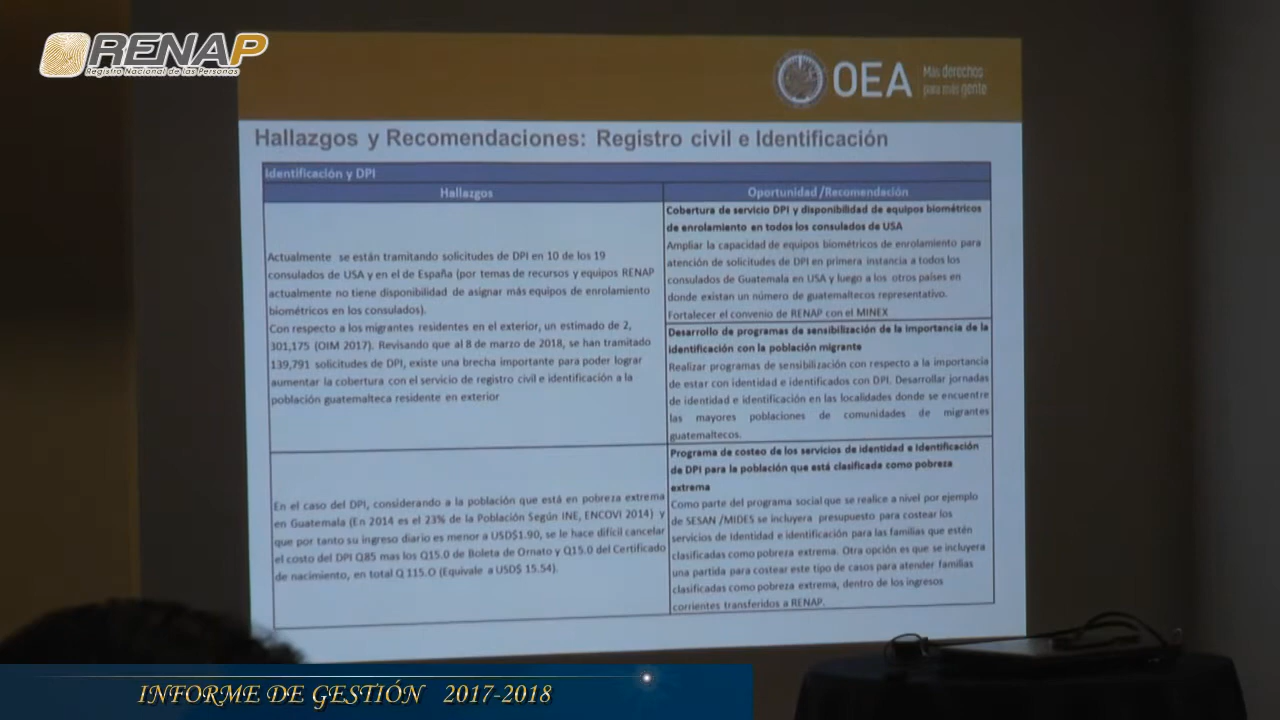 RENAP
Registro Nacional de las Personas
OEA
Más derechos
para más gente
Hallazgos y Recomendaciones: Registro civil e Identificación
Identificación y DPI
Hallazgos
Oportunidad /Recomendación
Actualmente se están tramitando solicitudes de DPI en 10 de los 19
consulados de USA y en el de España (por temas de recursos y equipos RENAP
actualmente no tiene disponibilidad de asignar más equipos de enrolamiento
biométricos en los consulados).
Con respecto a los migrantes residentes en el exterior, un estimado de 2,
301,175 (OIM 2017). Revisando que al 8 de marzo de 2018, se han tramitado
139,791 solicitudes de DPI, existe una brecha importante para poder lograr
aumentar la cobertura con el servicio de registro civil e identificación a la
población guatemalteca residente en exterior
Cobertura de servicio DPI y disponibilidad de equipos biométricos
de enrolamiento en todos los consulados de USA
Ampliar la capacidad de equipos biométricos de enrolamiento para
atención de solicitudes de DPI en primera instancia a todos los
consulados de Guatemala en USA y luego a los otros países en
donde existan un número de guatemaltecos representativo.
Fortalecer el convenio de RENAP con el MINEX
Desarrollo de programas de sensibilización de la importancia de la
identificación con la población migrante
Realizar programas de sensibilización con respecto a la importancia
de estar con identidad e identificados con DPI. Desarrollar jornadas
de identidad e identificación en las localidades donde se encuentre
las mayores poblaciones de comunidades de migrantes
guatemaltecos.
En el caso del DPI, considerando a la población que está en pobreza extrema
en Guatemala (En 2014 es el 23% de la Población Según INE, ENCOVI 2014) y
que por tanto su ingreso diario es menor a USD$1.90, se le hace difícil cancelar
el costo del DPI Q85 mas los Q15.0 de Boleta de Ornato y Q15.0 del Certificado
de nacimiento, en total Q 115.0 (Equivale a USD$ 15.54).
Programa de costeo de los servicios de identidad e Identificación
de DPI para la población que está clasificada como pobreza
extrema
Como parte del programa social que se realice a nivel por ejemplo
de SESAN /MIDES se incluyera presupuesto para costear los
servicios de Identidad e identificación para las familias que estén
clasificadas como pobreza extrema. Otra opción es que se incluyera
una partida para costear este tipo de casos para atender familias
clasificadas como pobreza extrema, dentro de los ingresos
corrientes transferidos a RENAP.
INFORME DE GESTIÓN 2017-2018